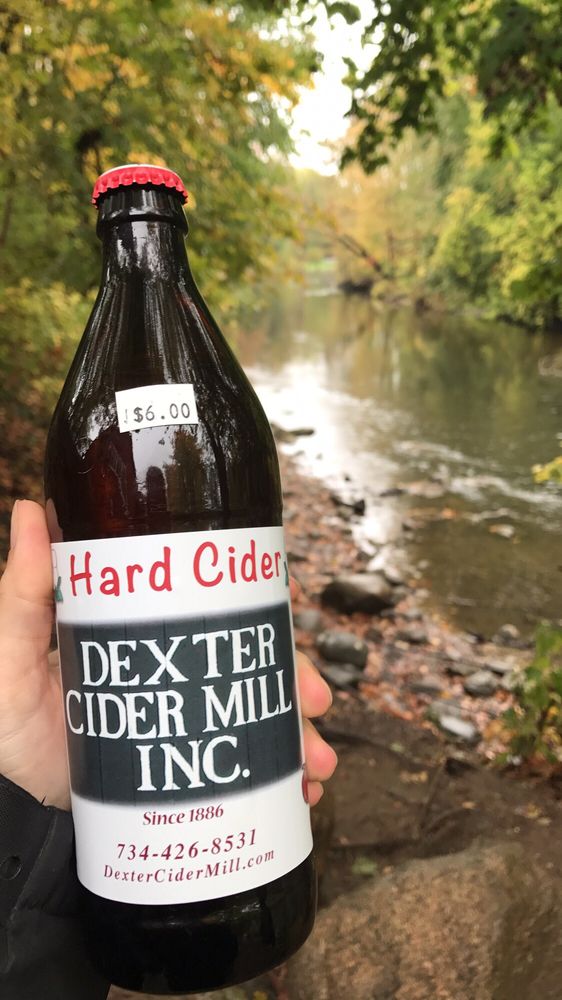 $6.00
Hard Cider
DEXTER
CIDER MILL
INC.
Since 1886
734-426-8531
DexterCiderMill.com